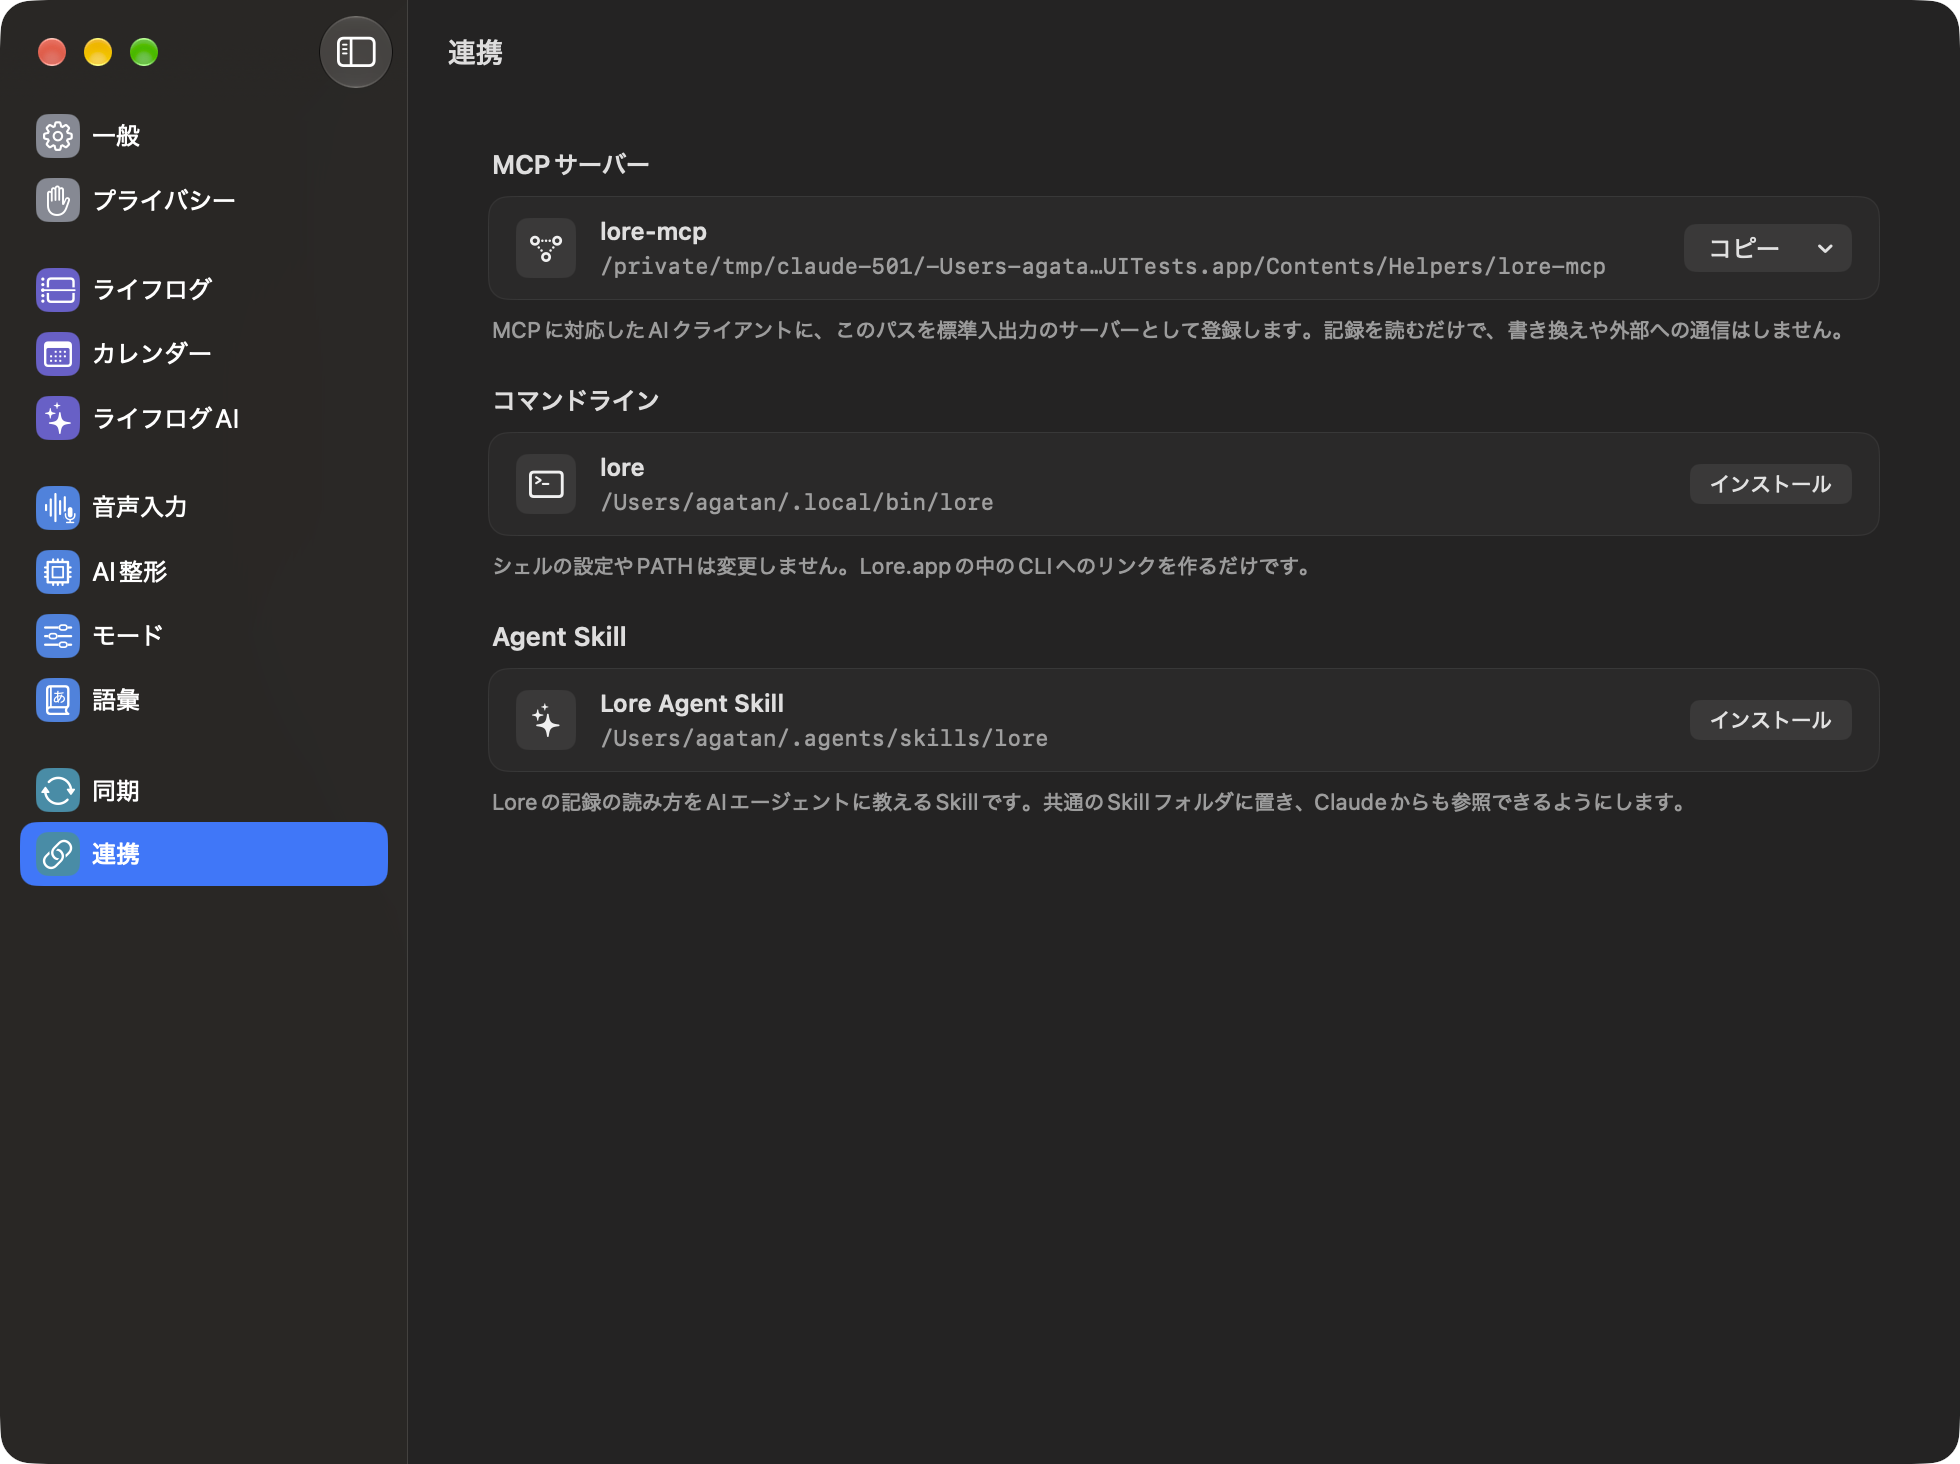 連携
一般
プライバシー
ライフログ
カレンダー
ライフログAI
音声入力
AI整形
モード
語彙
同期
連携
MCPサーバー
lore-mcp
/private/tmp/claude-501/-Users-agata…UITests.app/Contents/Helpers/lore-mcp
コピー
MCPに対応したAIクライアントに、このパスを標準入出力のサーバーとして登録します。記録を読むだけで、書き換えや外部への通信はしません。
コマンドライン
lore
/Users/agatan/.local/bin/lore
インストール
シェルの設定やPATHは変更しません。Lore.appの中のCLIへのリンクを作るだけです。
Agent Skill
Lore Agent Skill
/Users/agatan/.agents/skills/lore
インストール
Loreの記録の読み方をAIエージェントに教えるSkillです。共通のSkillフォルダに置き、Claudeからも参照できるようにします。